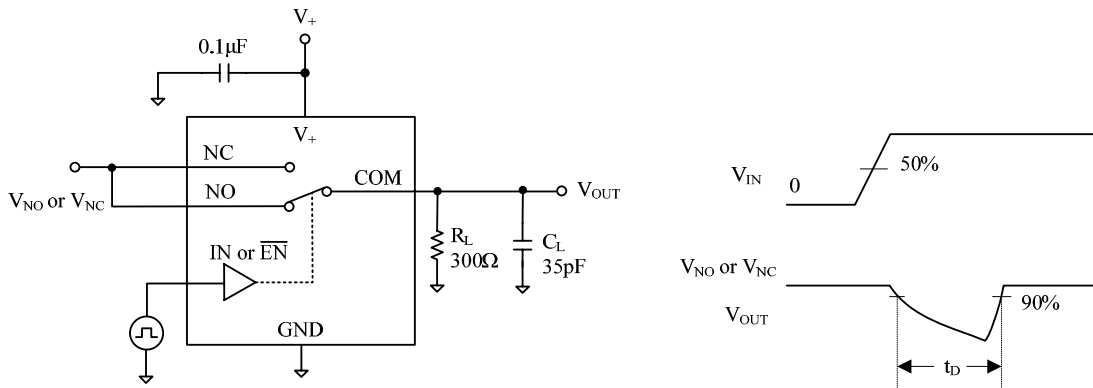 V+
0.1µF
V+
NC
NO
COM
VNO or VNC
VOUT
IN or E̅N̅
RL
300Ω
CL
35pF
GND
VIN
0
50%
VNO or VNC
VOUT
90%
tD